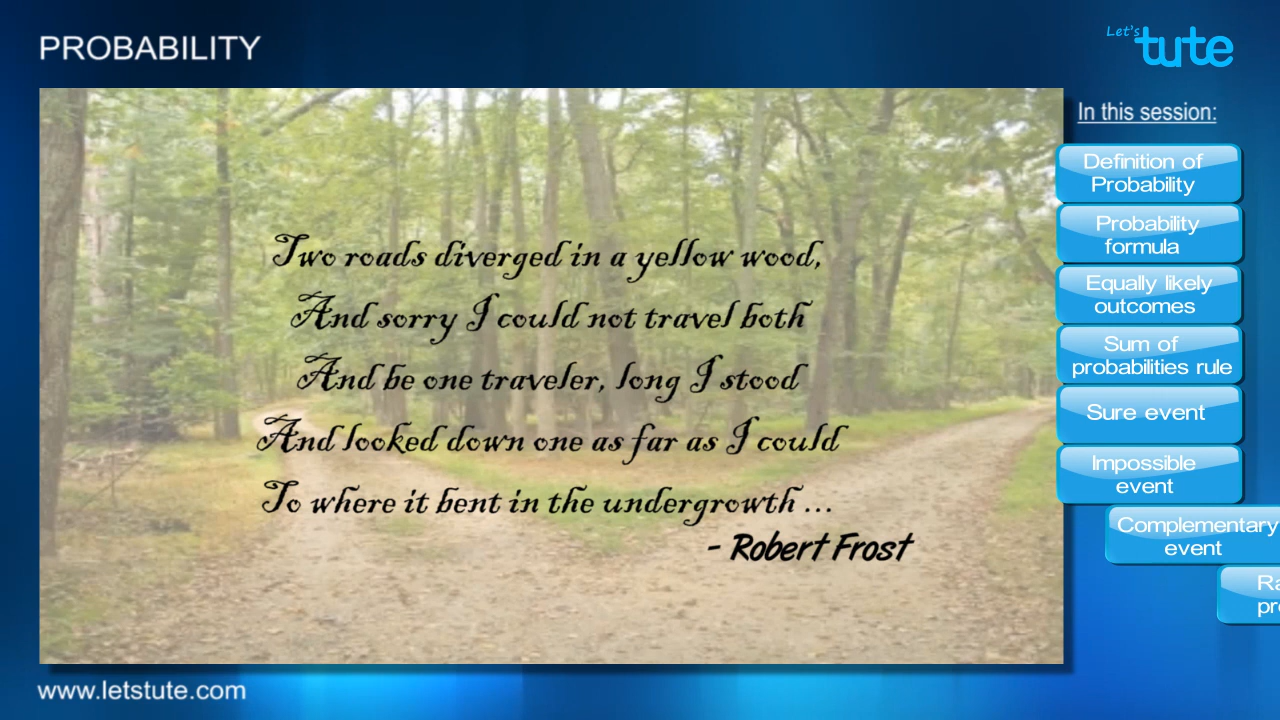 PROBABILITY
Let's
tute
In this session:
Two roads diverged in a yellow wood,
And sorry I could not travel both
And be one traveler, long I stood
And looked down one as far as I could
To where it bent in the undergrowth ...
- Robert Frost
Definition of
Probability
Probability
formula
Equally likely
outcomes
Sum of
probabilities rule
Sure event
Impossible
event
Complementary
event
www.letstute.com